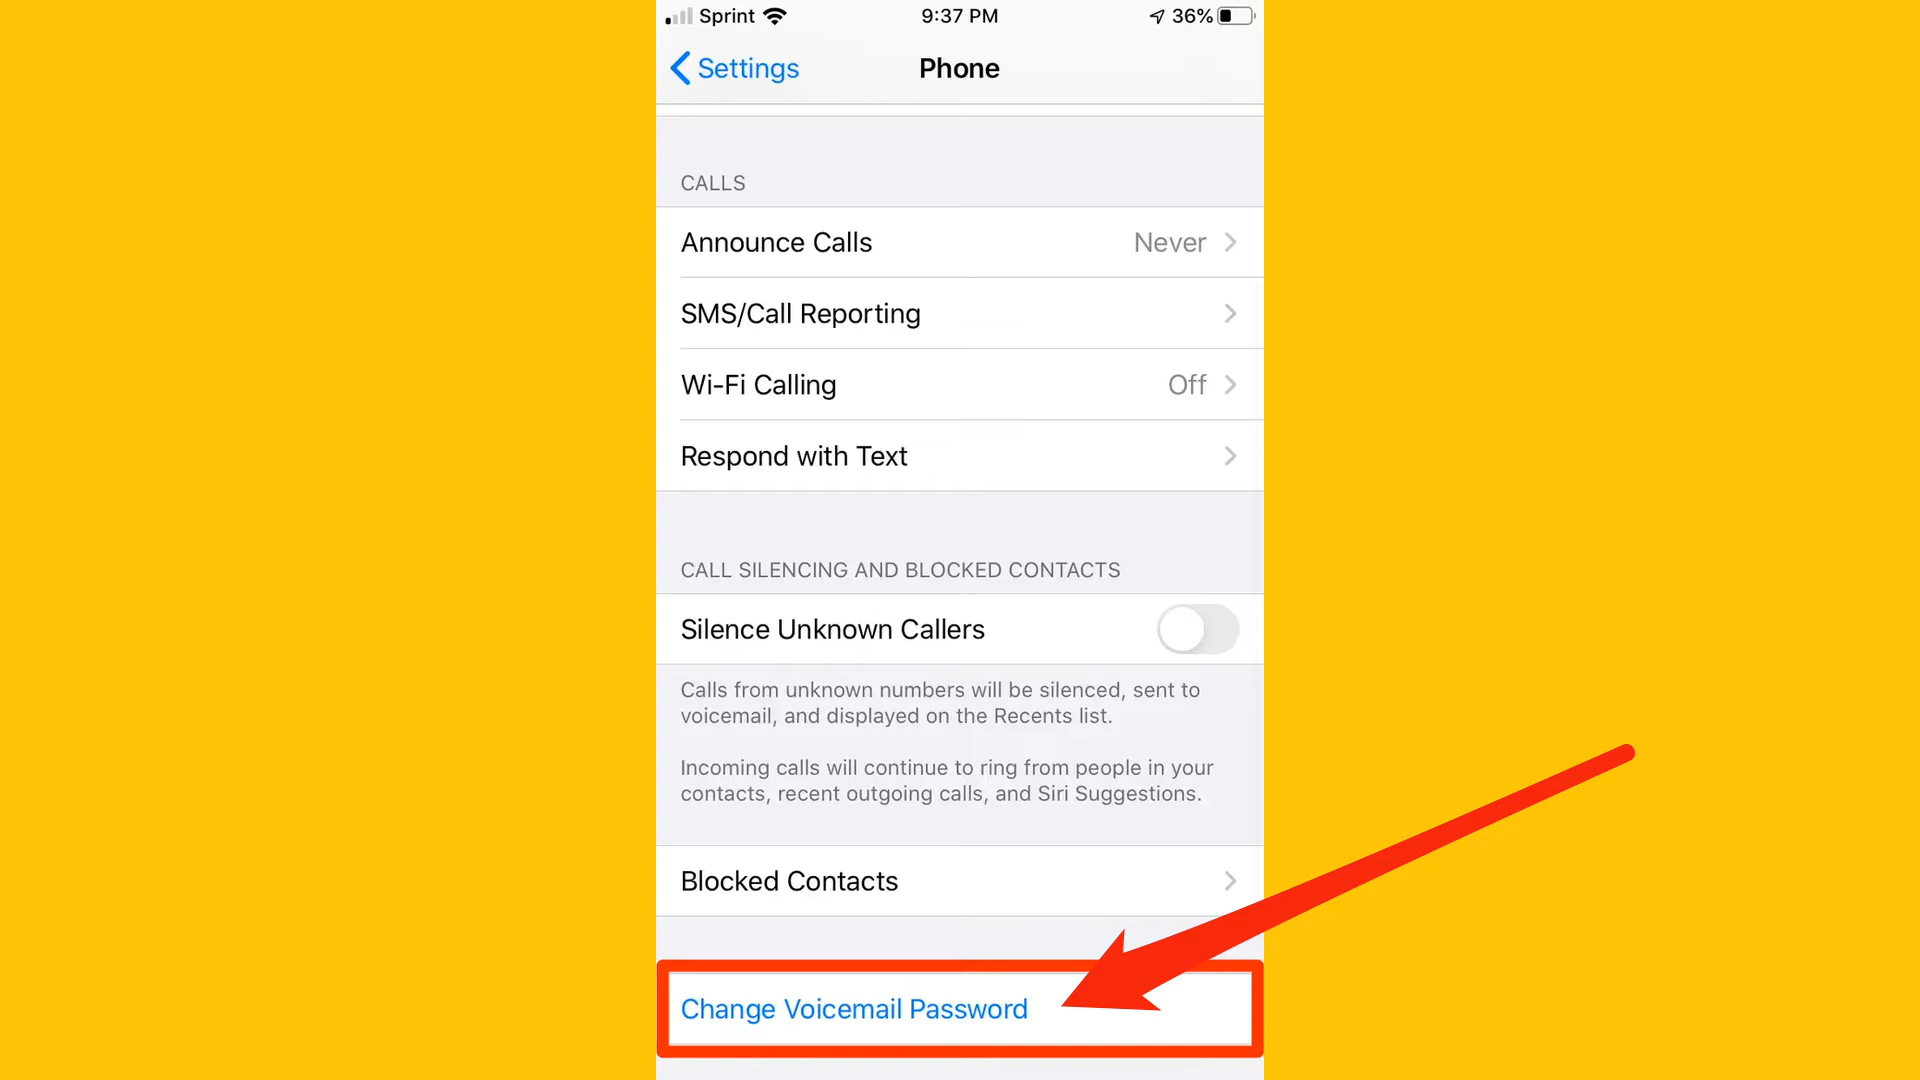 Sprint 9:37 PM 36%
Settings Phone
CALLS
Announce Calls Never
SMS/Call Reporting
Wi-Fi Calling Off
Respond with Text
CALL SILENCING AND BLOCKED CONTACTS
Silence Unknown Callers
Calls from unknown numbers will be silenced, sent to
voicemail, and displayed on the Recents list.
Incoming calls will continue to ring from people in your
contacts, recent outgoing calls, and Siri Suggestions.
Blocked Contacts
Change Voicemail Password